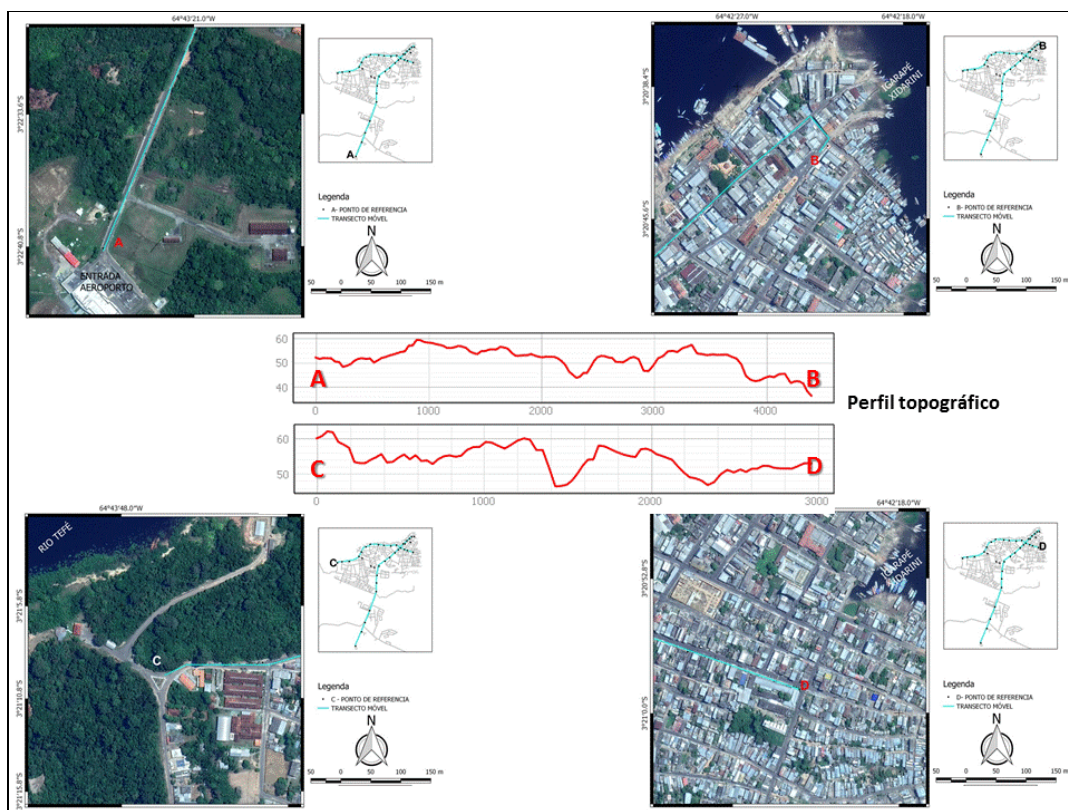 64°43'21.0"W
3°22'33.6"S
3°22'40.8"S
A
ENTRADA
AEROPORTO
A
Legenda
A- PONTO DE REFERENCIA
TRANSECTO MÓVEL
N
50 0 50 100 150 m
64°42'27.0"W 64°42'18.0"W
3°20'38.4"S
3°20'45.6"S
IGARAPÉ
XIDARINI
B
B
Legenda
B- PONTO DE REFERENCIA
TRANSECTO MÓVEL
N
50 0 50 100 150 m
60
50
40
A B
0 1000 2000 3000 4000
Perfil topográfico
60
50
C D
0 1000 2000 3000
64°43'48.0"W
3°21'5.8"S
3°21'10.8"S
3°21'15.8"S
RIO TEFÉ
C
C
Legenda
C - PONTO DE REFERENCIA
TRANSECTO MÓVEL
N
50 0 50 100 150 m
64°42'18.0"W
3°20'52.8"S
3°21'0.0"S
IGARAPÉ
XIDARINI
D
D
Legenda
D- PONTO DE REFERENCIA
TRANSECTO MÓVEL
N
50 0 50 100 150 m